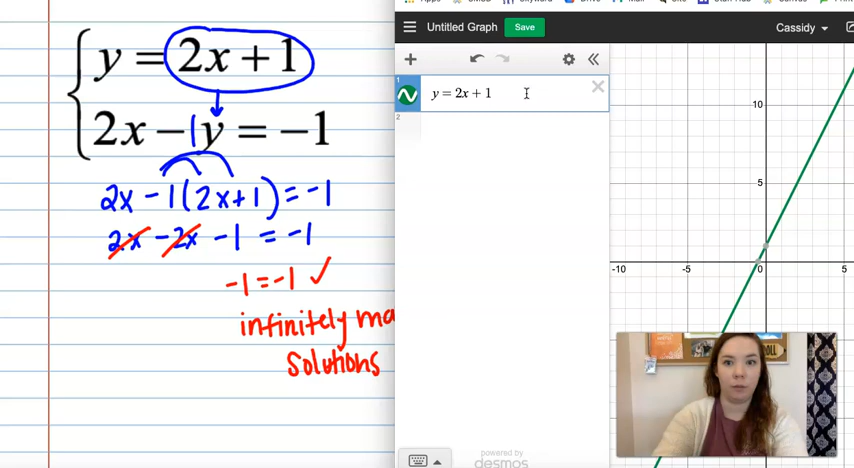 y = 2x + 1
2x - 1y = -1
2x - 1(2x+1) = -1
2x - 2x - 1 = -1
-1 = -1 ✓
infinitely
Solutions
Untitled Graph
Save
Cassidy
1
y = 2x + 1
2
10
5
-10
-5
0
5
powered by
desmos